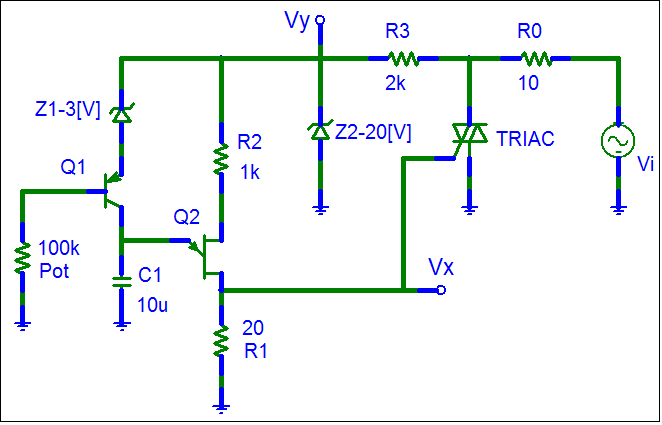 Vy
R3
R0
2k
10
Z1-3[V]
Z2-20[V]
TRIAC
R2
1k
Vi
Q1
Q2
100k
Pot
C1
10u
Vx
20
R1